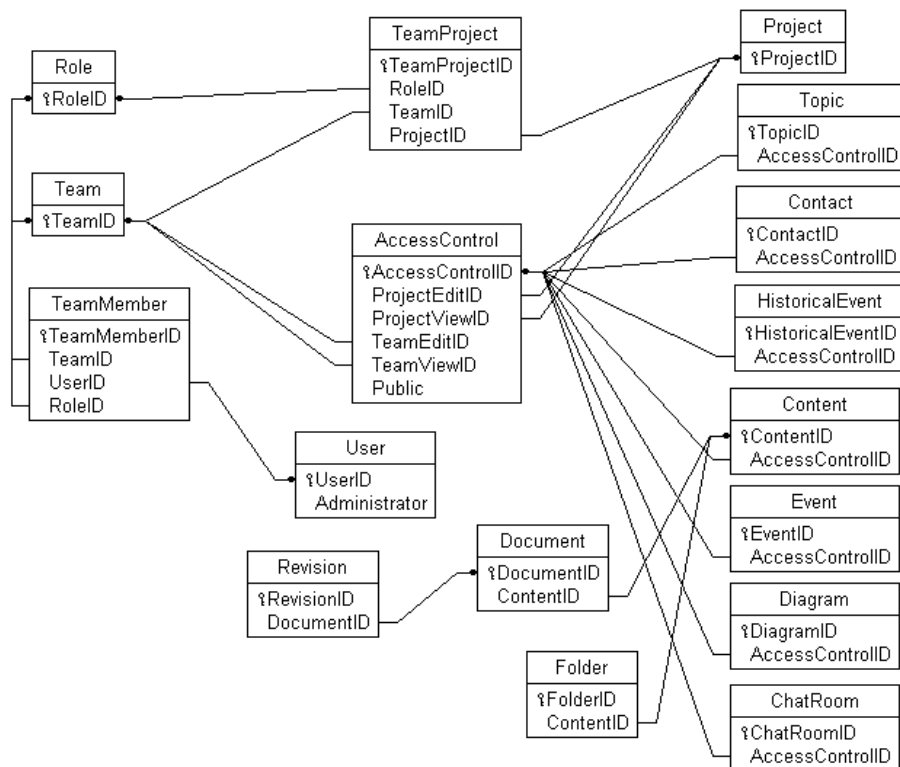 TeamProject
TeamProjectID
RoleID
TeamID
ProjectID
Project
ProjectID
Role
RoleID
Topic
TopicID
AccessControlID
Team
TeamID
Contact
ContactID
AccessControlID
AccessControl
AccessControlID
ProjectEditID
ProjectViewID
TeamEditID
TeamViewID
Public
TeamMember
TeamMemberID
TeamID
UserID
RoleID
HistoricalEvent
HistoricalEventID
AccessControlID
Content
ContentID
AccessControlID
User
UserID
Administrator
Event
EventID
AccessControlID
Document
DocumentID
ContentID
Revision
RevisionID
DocumentID
Diagram
DiagramID
AccessControlID
Folder
FolderID
ContentID
ChatRoom
ChatRoomID
AccessControlID